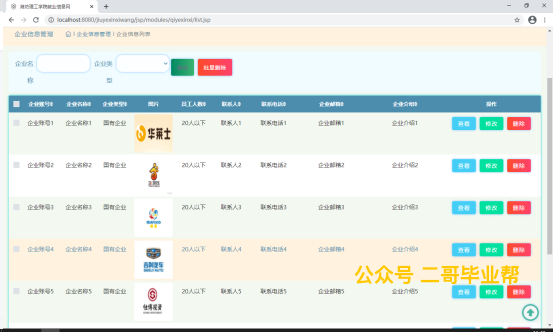 潍坊理工学院就业信息网
localhost:8080/jiuyexinxiwang/jsp/modules/qiyexinxi/list.jsp
企业信息管理 企业信息管理 / 企业信息列表
企业名称 企业类型 批量删除
企业账号 企业名称 企业类型 图片 员工人数 联系人 联系电话 企业邮箱 企业介绍 操作
企业账号1 企业名称1 国有企业 华莱士 20人以下 联系人1 联系电话1 企业邮箱1 企业介绍1 查看 修改 删除
企业账号2 企业名称2 国有企业 20人以下 联系人2 联系电话2 企业邮箱2 企业介绍2 查看 修改 删除
企业账号3 企业名称3 国有企业 20人以下 联系人3 联系电话3 企业邮箱3 企业介绍3 查看 修改 删除
企业账号4 企业名称4 国有企业 吉利汽车 20人以下 联系人4 联系电话4 企业邮箱4 企业介绍4 查看 修改 删除
公众号 二哥毕业帮
企业账号5 企业名称5 国有企业 20人以下 联系人5 联系电话5 企业邮箱5 企业介绍5 查看 修改 删除